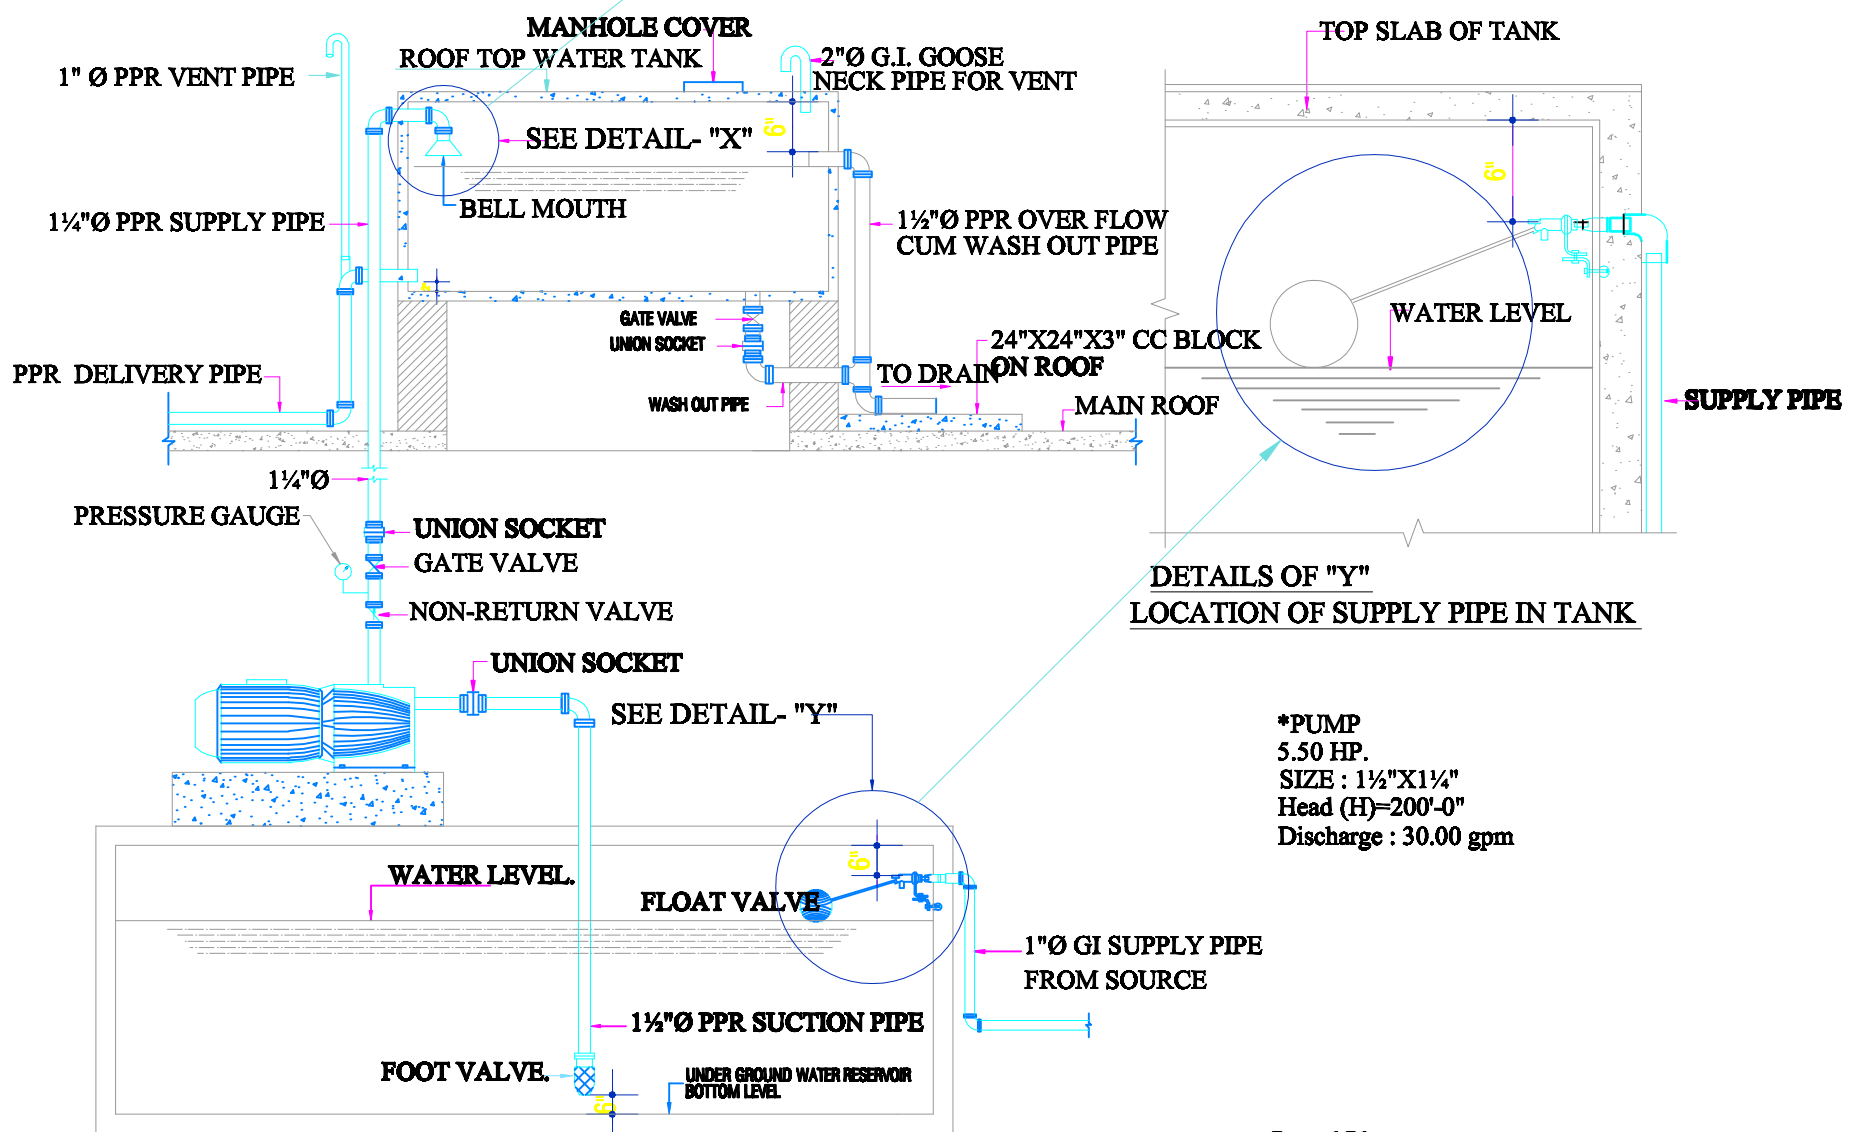 MANHOLE COVER
ROOF TOP WATER TANK
1" Ø PPR VENT PIPE
2"Ø G.I. GOOSE
NECK PIPE FOR VENT
6"
SEE DETAIL- "X"
BELL MOUTH
1¼"Ø PPR SUPPLY PIPE
1½"Ø PPR OVER FLOW
CUM WASH OUT PIPE
GATE VALVE
UNION SOCKET
WASH OUT PIPE
24"X24"X3" CC BLOCK
ON ROOF
TO DRAIN
MAIN ROOF
PPR DELIVERY PIPE
1¼"Ø
PRESSURE GAUGE
UNION SOCKET
GATE VALVE
NON-RETURN VALVE
UNION SOCKET
SEE DETAIL- "Y"
TOP SLAB OF TANK
6"
WATER LEVEL
SUPPLY PIPE
DETAILS OF "Y"
LOCATION OF SUPPLY PIPE IN TANK
*PUMP
5.50 HP.
SIZE : 1½"X1¼"
Head (H)=200'-0"
Discharge : 30.00 gpm
WATER LEVEL.
6"
FLOAT VALVE
1"Ø GI SUPPLY PIPE
FROM SOURCE
1½"Ø PPR SUCTION PIPE
FOOT VALVE.
UNDER GROUND WATER RESERVOIR
BOTTOM LEVEL
6"